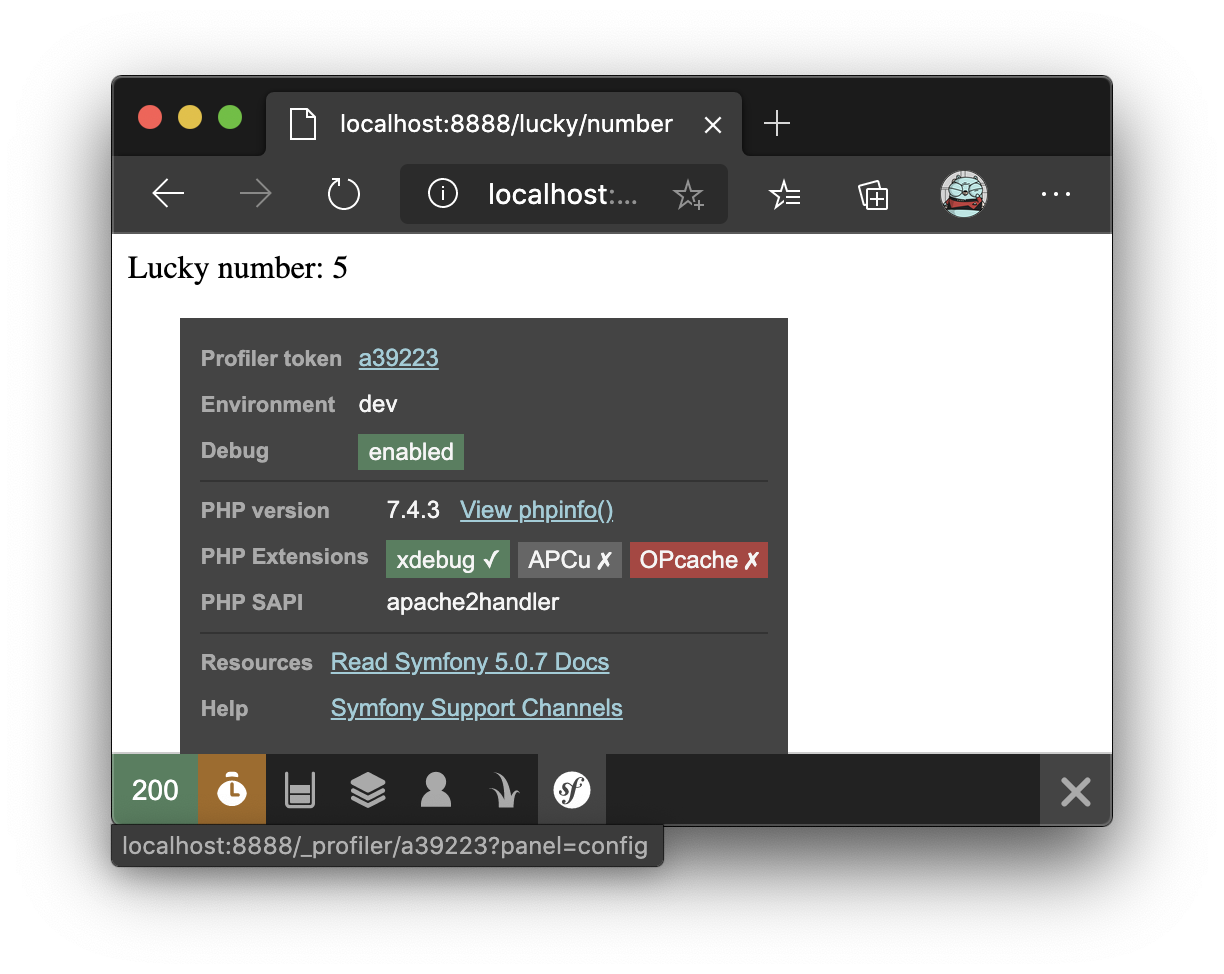 localhost:8888/lucky/number
localhost:...
Lucky number: 5
Profiler token a39223
Environment dev
Debug enabled
PHP version 7.4.3 View phpinfo()
PHP Extensions xdebug ✓ APCu ✗ OPcache ✗
PHP SAPI apache2handler
Resources Read Symfony 5.0.7 Docs
Help Symfony Support Channels
200 sf
localhost:8888/_profiler/a39223?panel=config